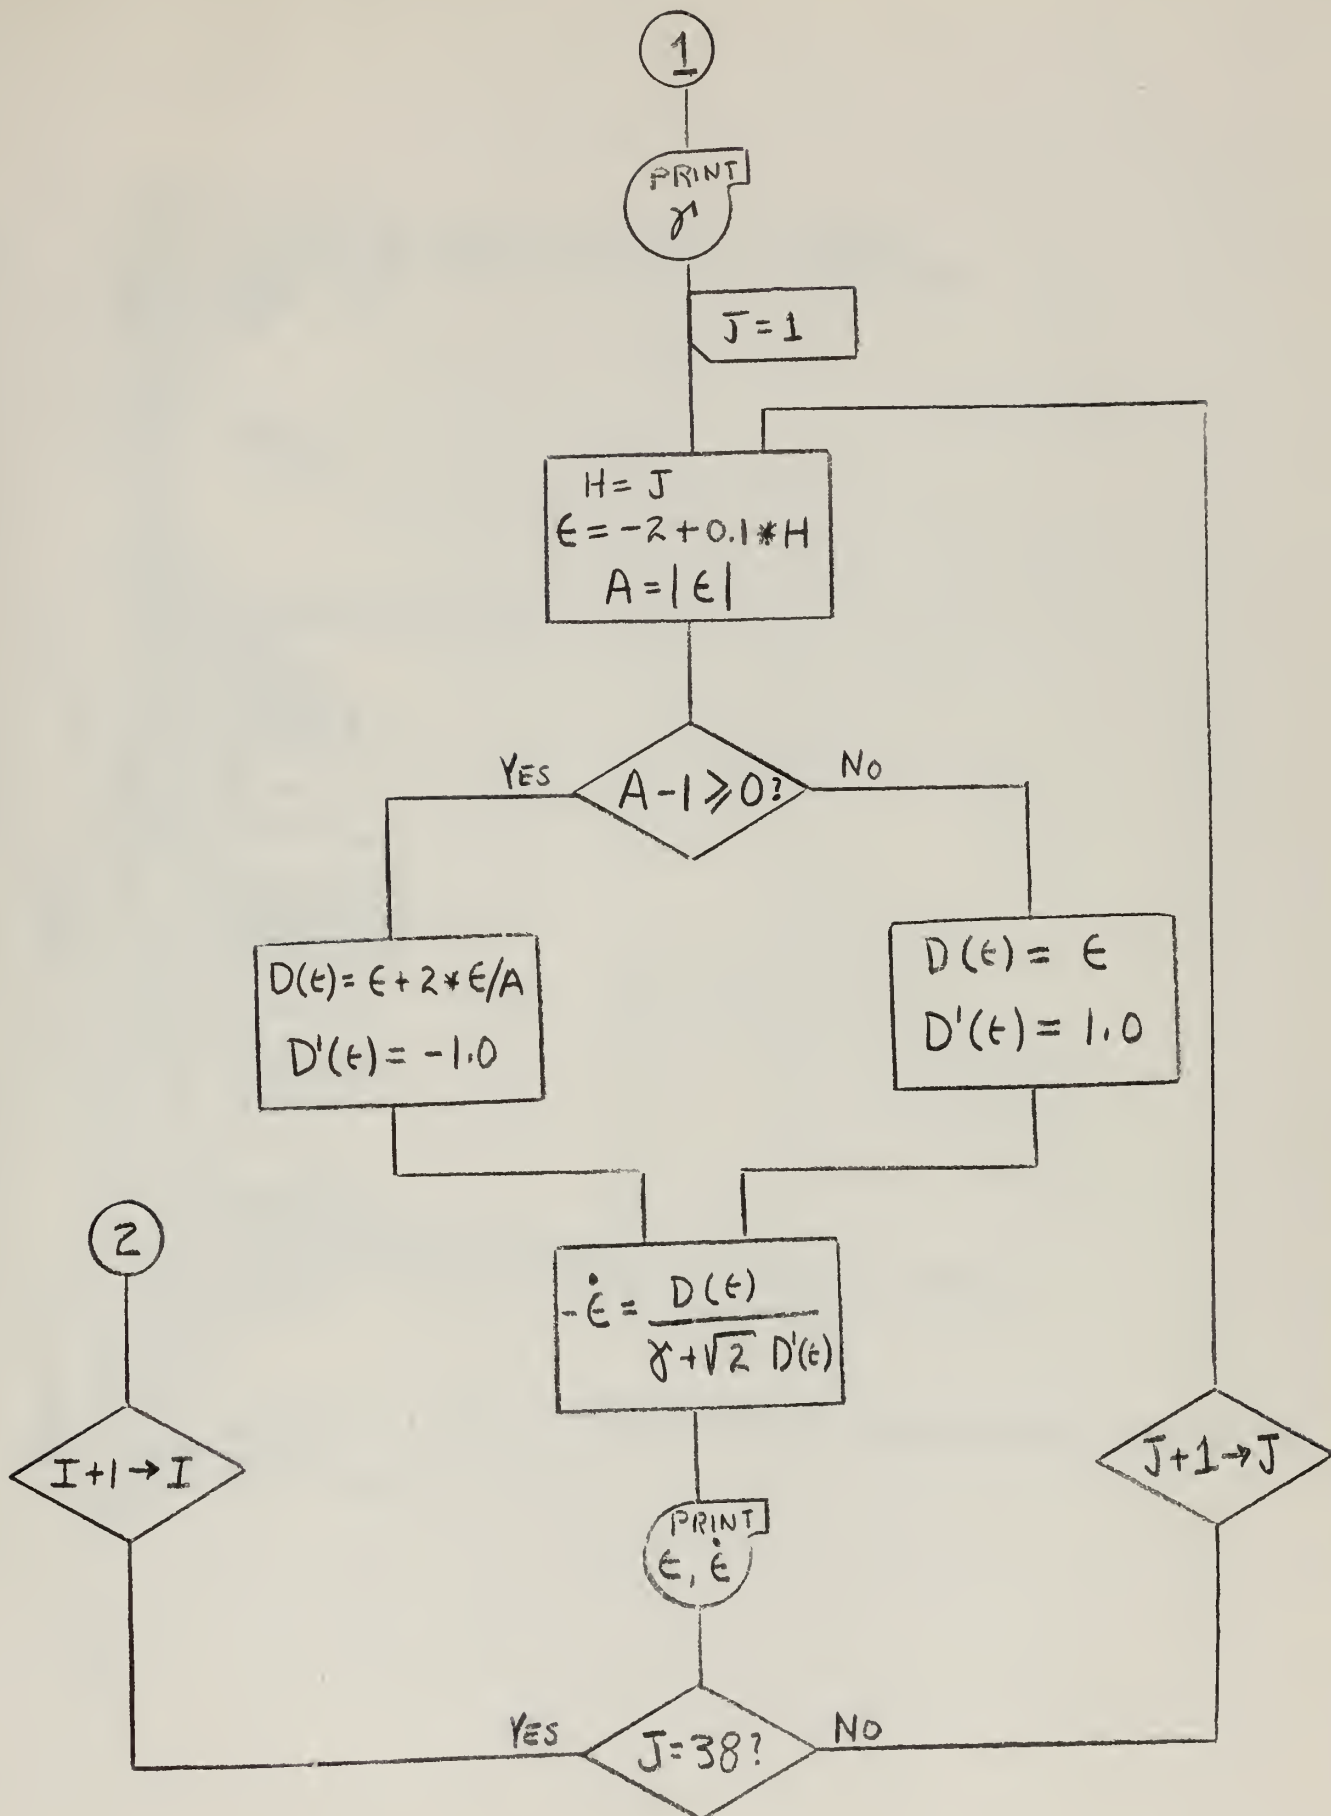 1
PRINT
γ
J=1
H= J
ϵ = -2 + 0.1 * H
A = | ϵ |
YES
A - 1 ⩾ 0?
NO
D(ϵ) = ϵ + 2 * ϵ/A
D'(ϵ) = -1.0
D(ϵ) = ϵ
D'(ϵ) = 1.0
2
-ϵ̇ = D(ϵ) / γ + √2 D'(ϵ)
I+1→I
J+1→J
PRINT
ϵ, ϵ̇
YES
J=38?
NO